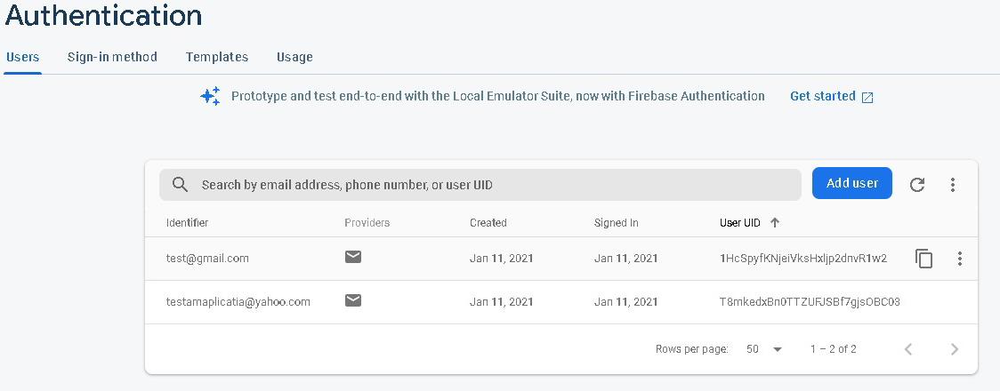 Authentication
Users Sign-in method Templates Usage
Prototype and test end-to-end with the Local Emulator Suite, now with Firebase Authentication Get started
Search by email address, phone number, or user UID Add user
Identifier Providers Created Signed In User UID
test@gmail.com Jan 11, 2021 Jan 11, 2021 1HcSpyfKNjeiVksHxljp2dnvR1w2
testamaplicatia@yahoo.com Jan 11, 2021 Jan 11, 2021 T8mkedxBn0TTZUFJSBf7gjsOBC03
Rows per page: 50 1 – 2 of 2